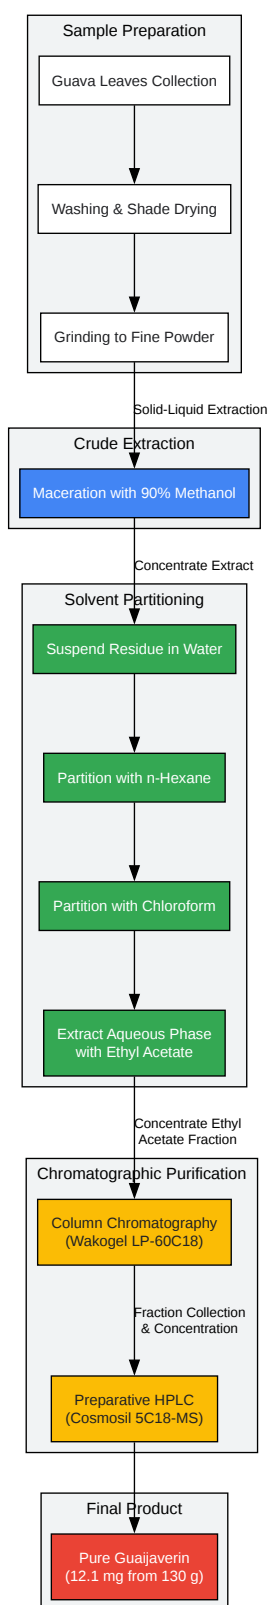 Sample Preparation
Guava Leaves Collection
Washing & Shade Drying
Grinding to Fine Powder
Solid-Liquid Extraction
Crude Extraction
Maceration with 90% Methanol
Concentrate Extract
Solvent Partitioning
Suspend Residue in Water
Partition with n-Hexane
Partition with Chloroform
Extract Aqueous Phase
with Ethyl Acetate
Concentrate Ethyl
Acetate Fraction
Chromatographic Purification
Column Chromatography
(Wakogel LP-60C18)
Fraction Collection
& Concentration
Preparative HPLC
(Cosmosil 5C18-MS)
Final Product
Pure Guaijaverin
(12.1 mg from 130 g)